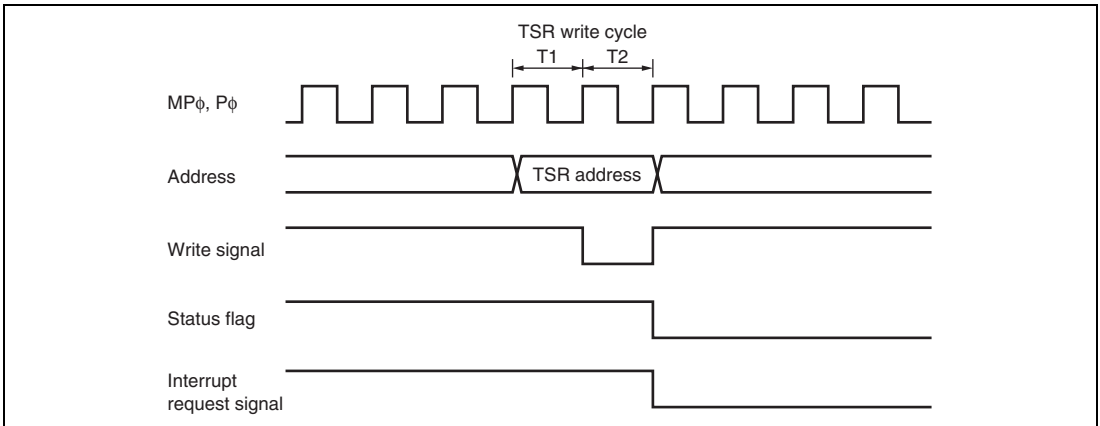 TSR write cycle
T1 T2
MPϕ, Pϕ
Address
TSR address
Write signal
Status flag
Interrupt
request signal